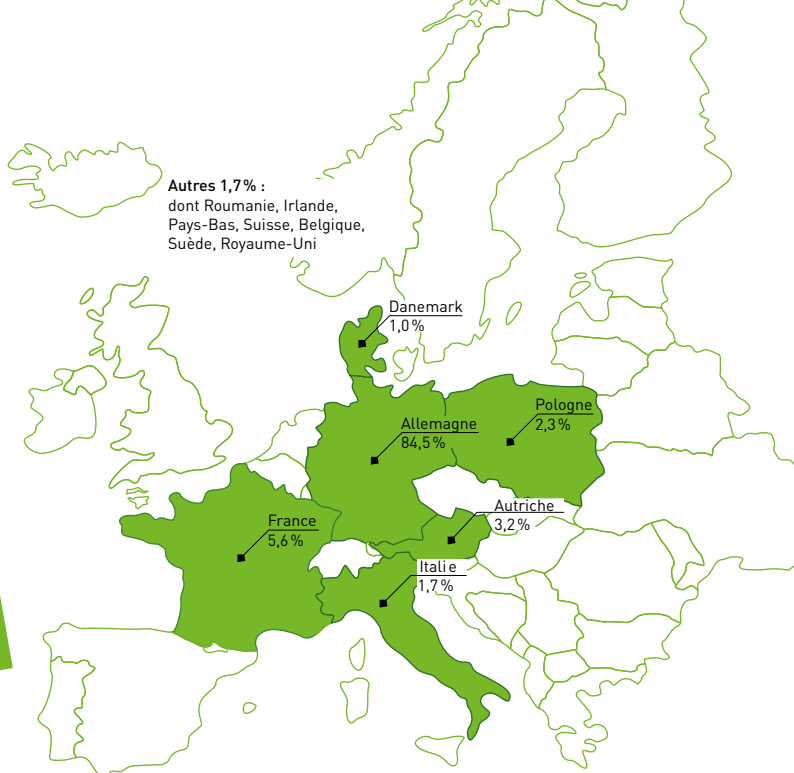 Autres 1,7% :
dont Roumanie, Irlande,
Pays-Bas, Suisse, Belgique,
Suède, Royaume-Uni
Danemark
1,0%
Allemagne
84,5%
Pologne
2,3%
Autriche
3,2%
France
5,6%
Italie
1,7%